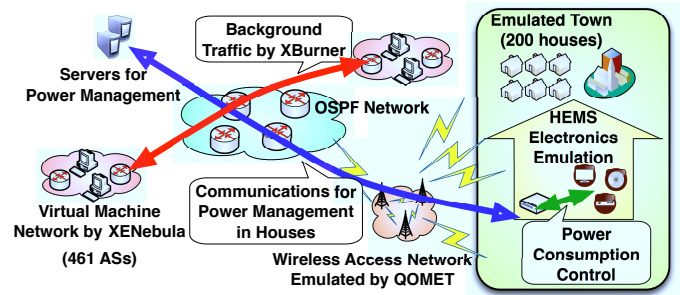 Background
Traffic by XBurner
Servers for
Power Management
OSPF Network
Virtual Machine
Network by XENebula
(461 ASs)
Communications for
Power Management
in Houses
Wireless Access Network
Emulated by QOMET
Emulated Town
(200 houses)
HEMS
Electronics
Emulation
Power
Consumption
Control